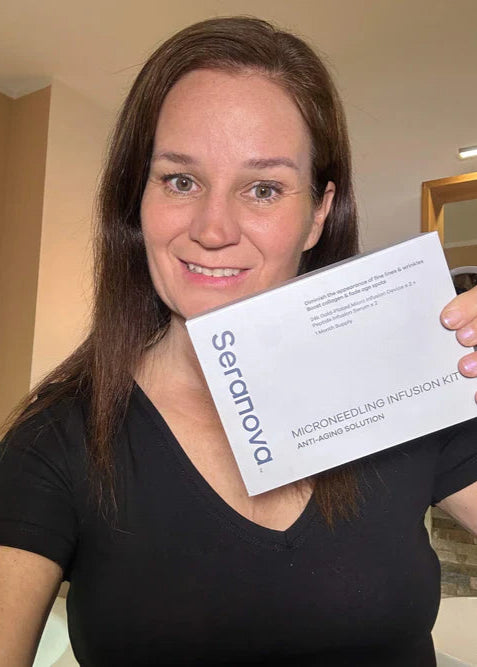 Diminish the appearance of fine lines & wrinkles
Boost collagen & fade age spots
24k Gold-Plated Micro Infusion Device x 2 +
Peptide Infusion Serum x 2
1 Month Supply
Seranova
MICRONEEDLING INFUSION KIT
ANTI-AGING SOLUTION